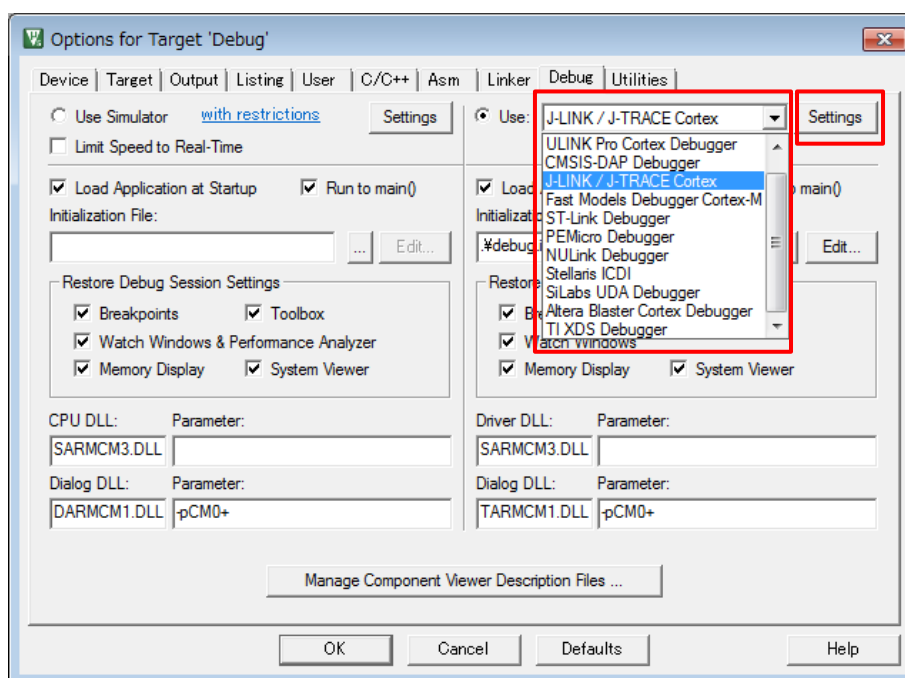 Options for Target 'Debug'
Device Target Output Listing User C/C++ Asm Linker Debug Utilities
Use Simulator with restrictions Settings
Limit Speed to Real-Time
Load Application at Startup Run to main()
Initialization File:
... Edit...
Restore Debug Session Settings
Breakpoints Toolbox
Watch Windows & Performance Analyzer
Memory Display System Viewer
CPU DLL: Parameter:
SARMCM3.DLL
Dialog DLL: Parameter:
DARMCM1.DLL -pCM0+
Use: J-LINK / J-TRACE Cortex Settings
ULINK Pro Cortex Debugger
CMSIS-DAP Debugger
J-LINK / J-TRACE Cortex
Fast Models Debugger Cortex-M
ST-Link Debugger
PEMicro Debugger
NULink Debugger
Stellaris ICDI
SiLabs UDA Debugger
Altera Blaster Cortex Debugger
TI XDS Debugger
Load main()
Initializati
.¥debug.i Edit...
Restore
Watch Windows
Memory Display System Viewer
Driver DLL: Parameter:
SARMCM3.DLL
Dialog DLL: Parameter:
TARMCM1.DLL -pCM0+
Manage Component Viewer Description Files ...
OK Cancel Defaults Help